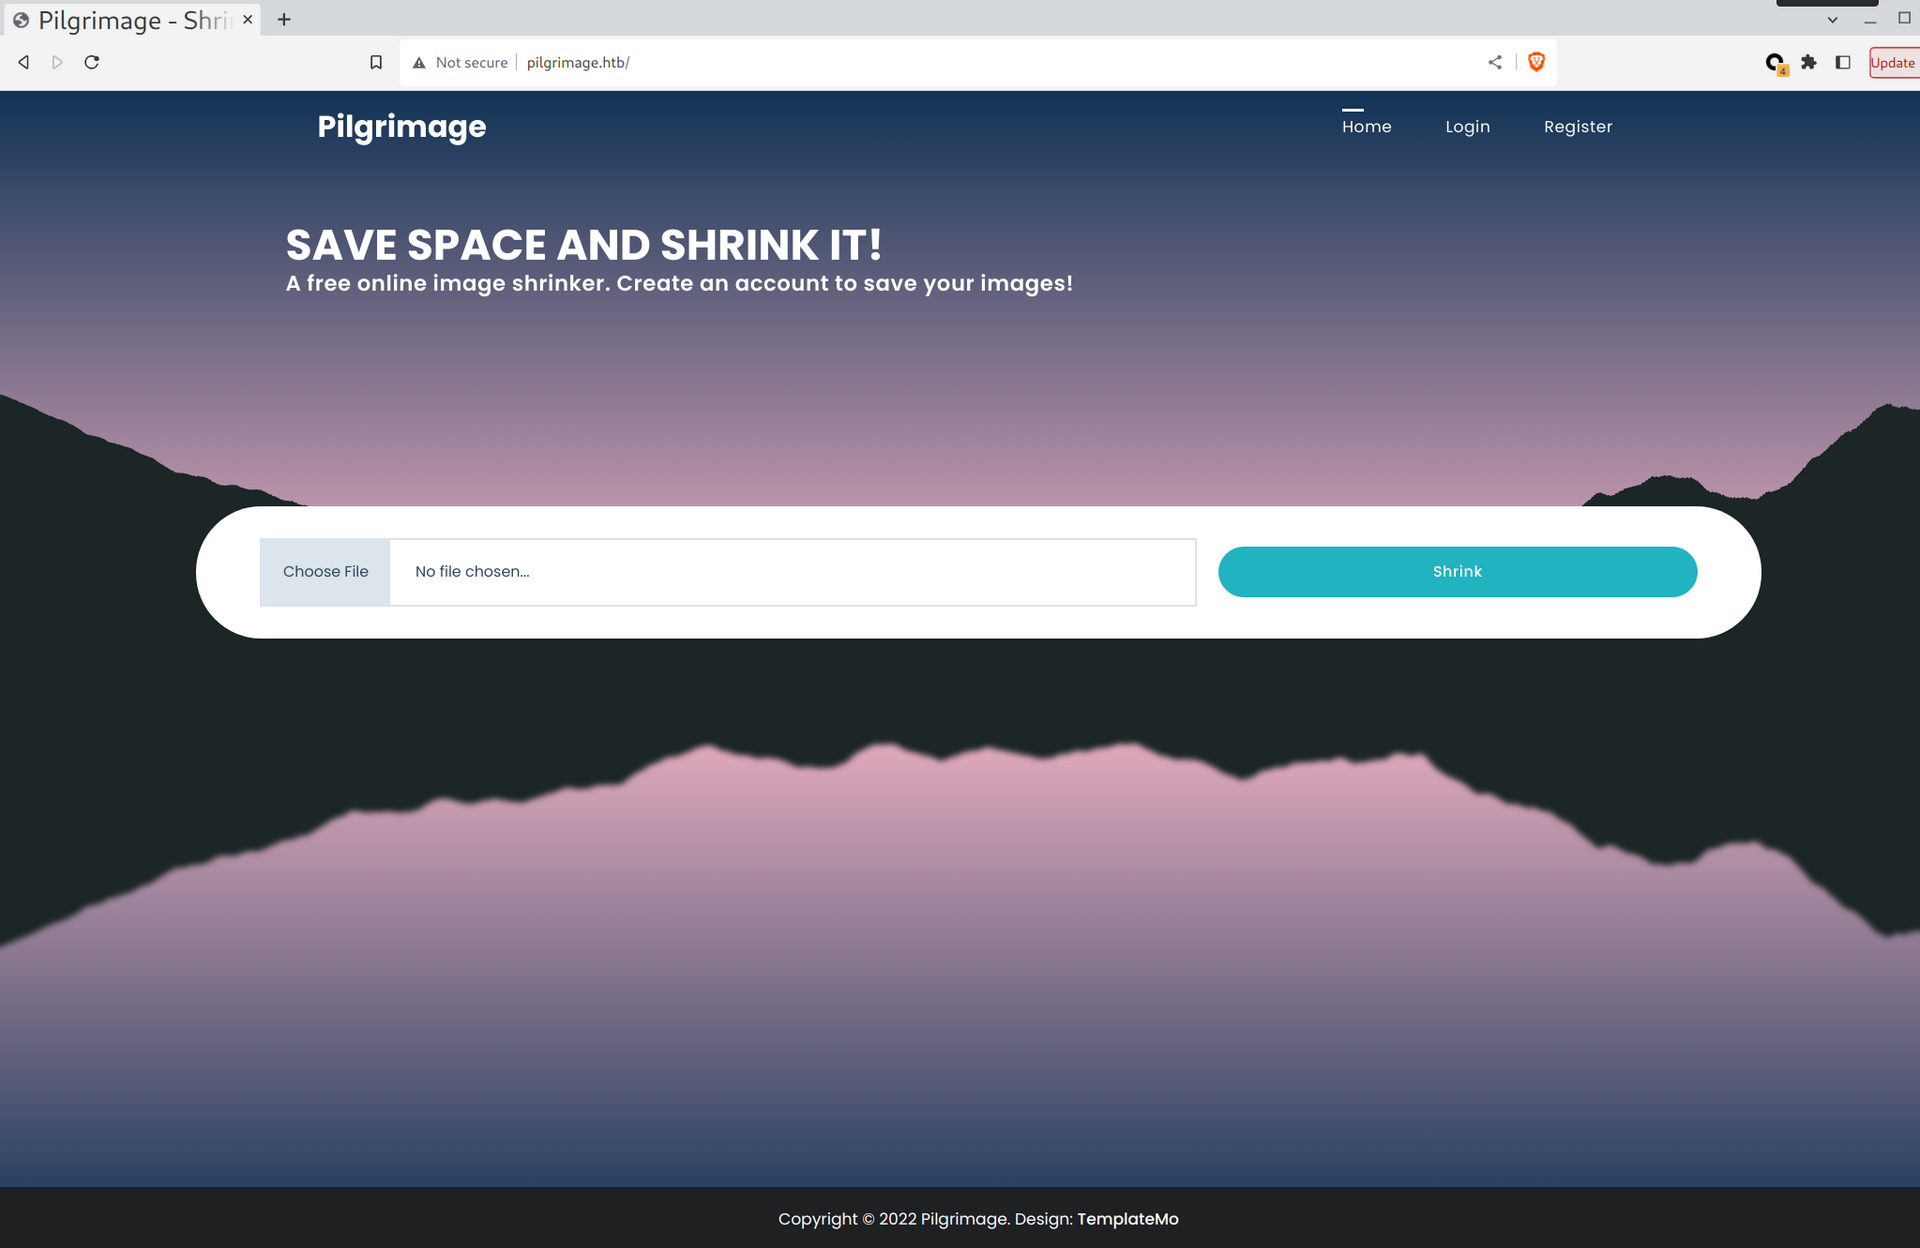 Pilgrimage - Shri
Not secure pilgrimage.htb/
4
Update
Pilgrimage
Home Login Register
SAVE SPACE AND SHRINK IT!
A free online image shrinker. Create an account to save your images!
Choose File No file chosen... Shrink
Copyright © 2022 Pilgrimage. Design: TemplateMo